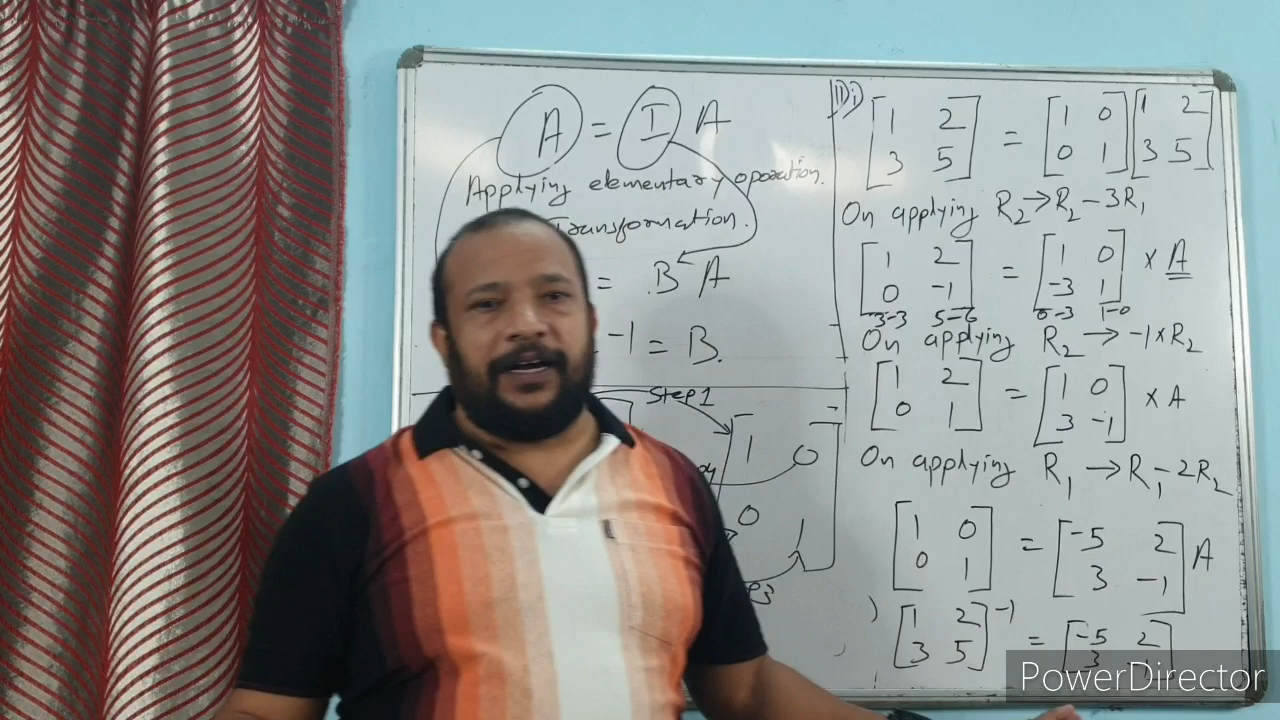 A = I A
Applying elementary operation.
Transformation.
= B A
-1 = B.
Step 1
1 0
0 1
1) i) [1 2 3 5] = [1 0 0 1] [1 2 3 5]
On applying R₂→R₂-3R₁
[1 2 0 -1] = [1 0 -3 1] × A
3-3 5-6 0-3 1-0
On applying R₂ → -1×R₂
[1 2 0 1] = [1 0 3 -1] × A
On applying R₁ → R₁-2R₂
[1 0 0 1] = [-5 2 3 -1] A
[1 2 3 5]⁻¹ = [-5 2 3
PowerDirector